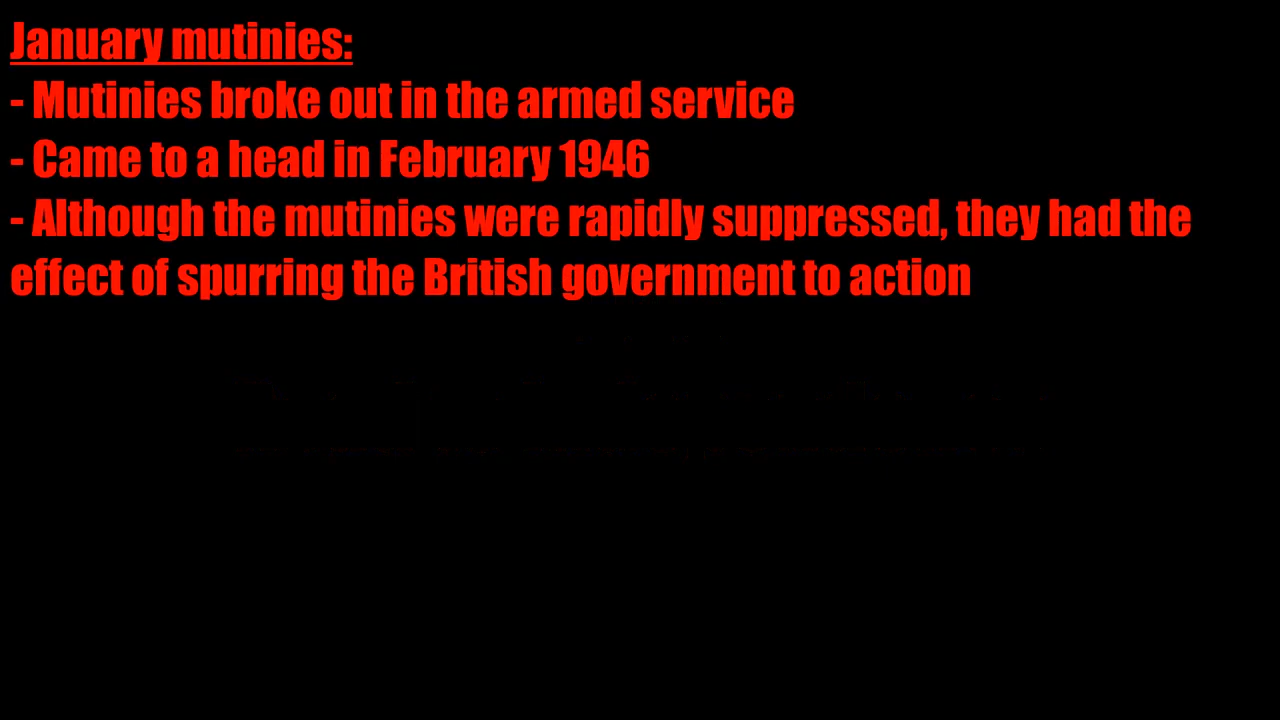 January mutinies:
- Mutinies broke out in the armed service
- Came to a head in February 1946
- Although the mutinies were rapidly suppressed, they had the
effect of spurring the British government to action